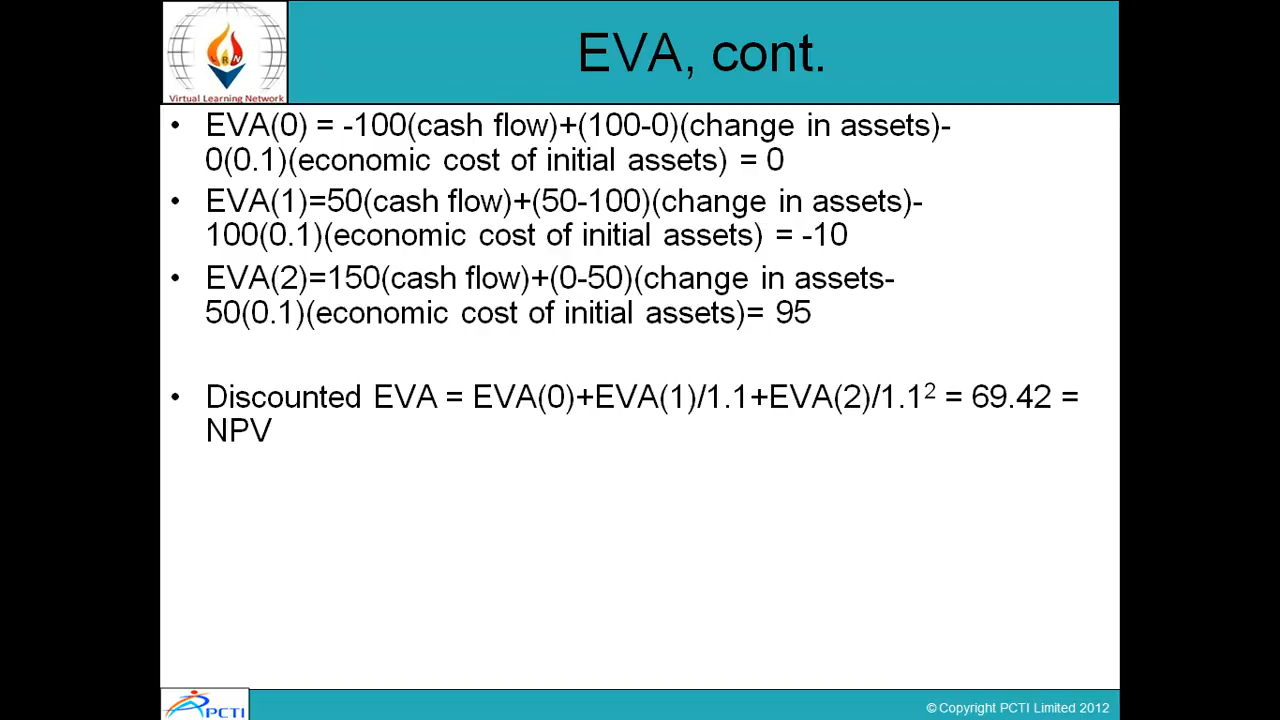 EVA, cont.
LRN
Virtual Learning Network
• EVA(0) = -100(cash flow)+(100-0)(change in assets)-
0(0.1)(economic cost of initial assets) = 0
• EVA(1)=50(cash flow)+(50-100)(change in assets)-
100(0.1)(economic cost of initial assets) = -10
• EVA(2)=150(cash flow)+(0-50)(change in assets-
50(0.1)(economic cost of initial assets)= 95
• Discounted EVA = EVA(0)+EVA(1)/1.1+EVA(2)/1.1² = 69.42 =
NPV
PCTI
© Copyright PCTI Limited 2012